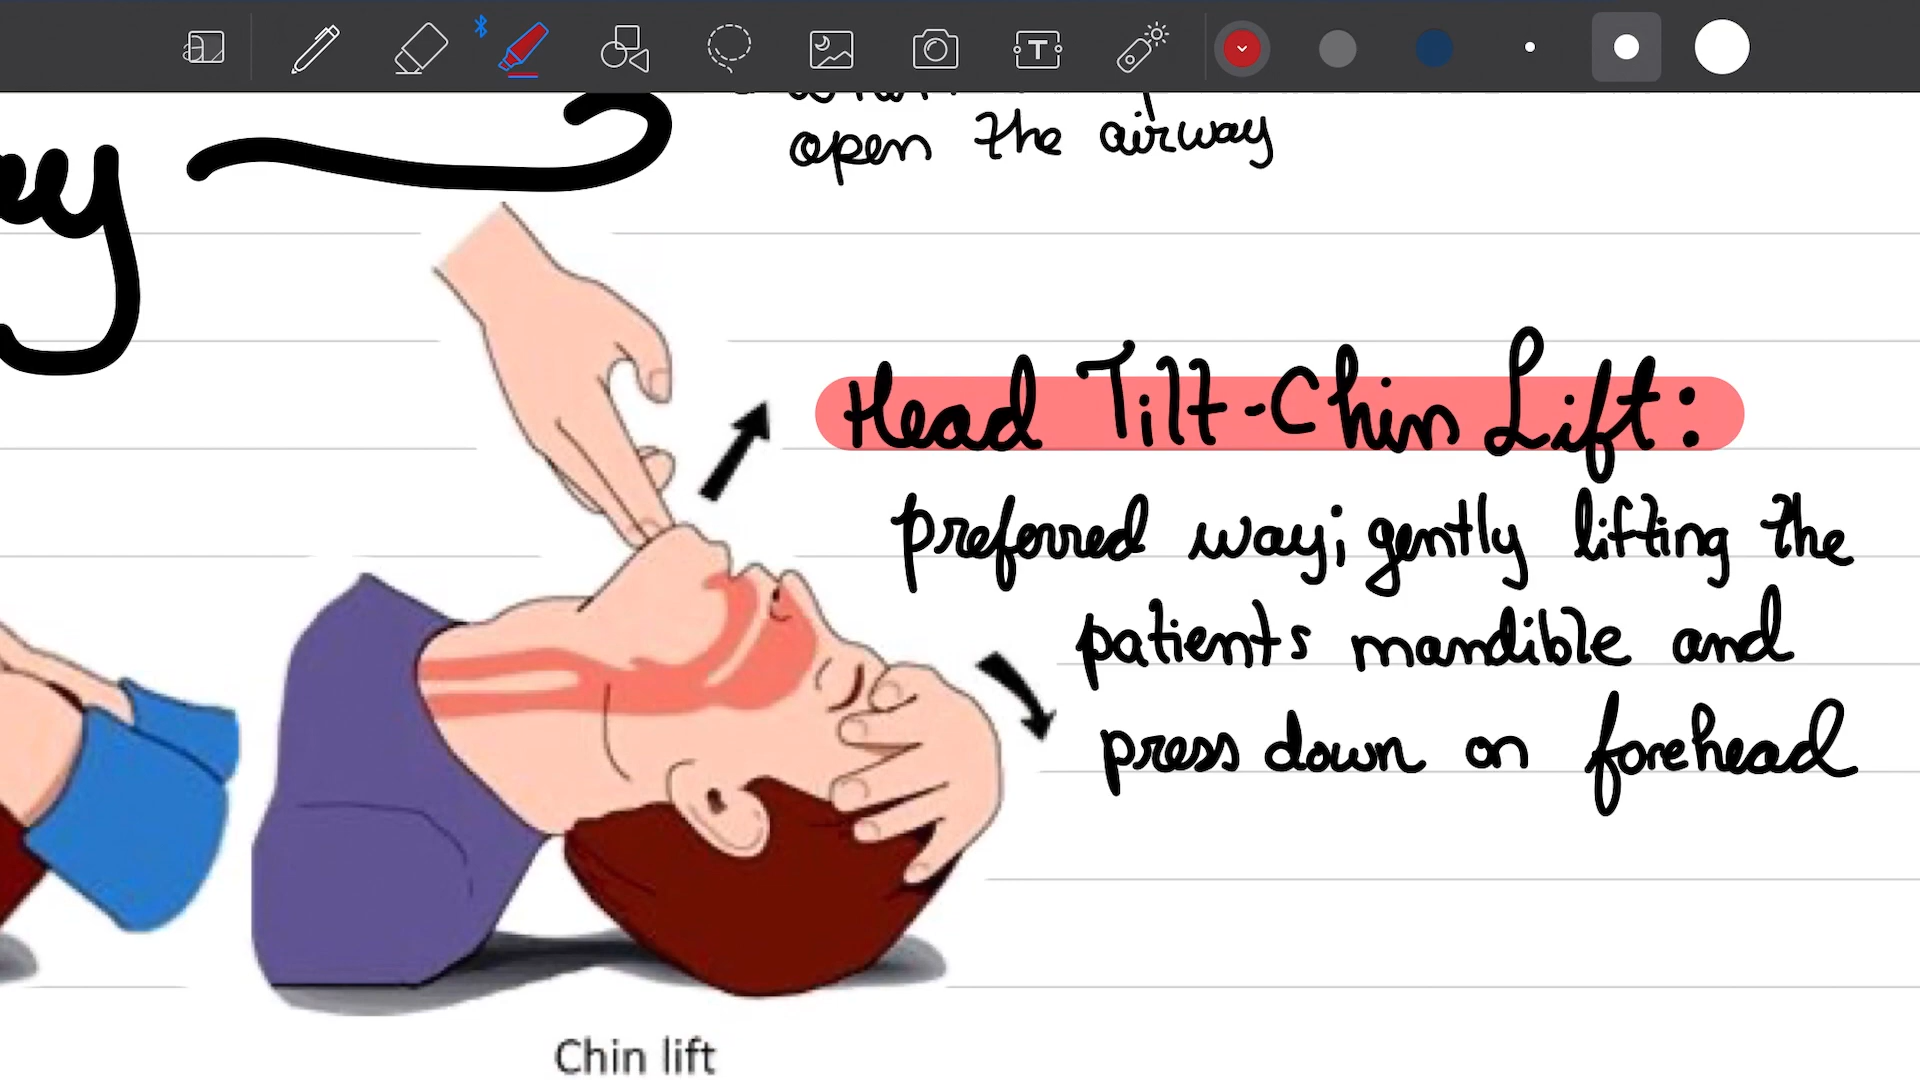 open the airway
Head Tilt-Chin Lift:
preferred way; gently lifting the
patients mandible and
press down on forehead
Chin lift